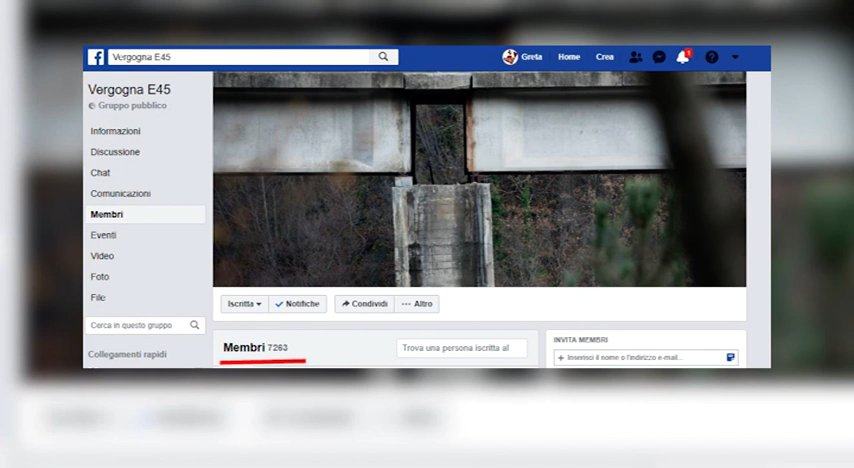 Vergogna E45
Greta Home Crea 1
Vergogna E45
Gruppo pubblico
Informazioni
Discussione
Chat
Comunicazioni
Membri
Eventi
Video
Foto
File
Cerca in questo gruppo
Collegamenti rapidi
Iscritta Notifiche Condividi ... Altro
Membri 7263
Trova una persona iscritta al
INVITA MEMBRI
+ Inserisci il nome o l'indirizzo e-mail...